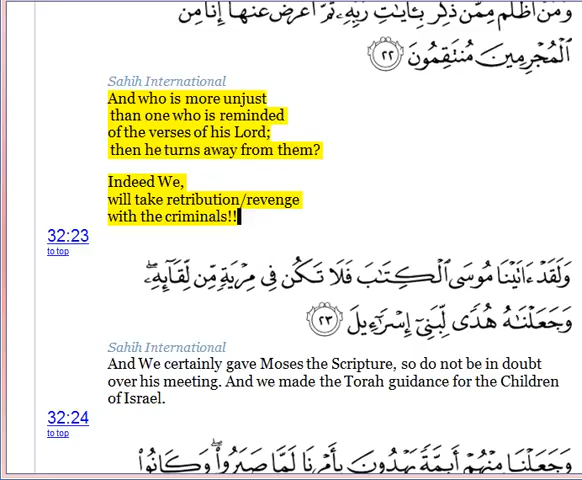 وَمَنْ أَظْلَمُ مِمَّن ذُكِّرَ بِـَٔايَـٰتِ رَبِّهِۦ ثُمَّ أَعْرَضَ عَنْهَآ إِنَّا مِنَ
ٱلْمُجْرِمِينَ مُنتَقِمُونَ ٢٢
Sahih International
And who is more unjust
than one who is reminded
of the verses of his Lord;
then he turns away from them?
Indeed We,
will take retribution/revenge
with the criminals!!
32:23
to top
وَلَقَدْ ءَاتَيْنَا مُوسَى ٱلْكِتَـٰبَ فَلَا تَكُن فِى مِرْيَةٍ مِّن لِّقَآئِهِۦ ۖ
وَجَعَلْنَـٰهُ هُدًى لِّبَنِىٓ إِسْرَٰٓءِيلَ ٢٣
Sahih International
And We certainly gave Moses the Scripture, so do not be in doubt
over his meeting. And we made the Torah guidance for the Children
of Israel.
32:24
to top
وَجَعَلْنَا مِنْهُمْ أَئِمَّةً يَهْدُونَ بِأَمْرِنَا لَمَّا صَبَرُوا۟ ۖ وَكَانُوا۟